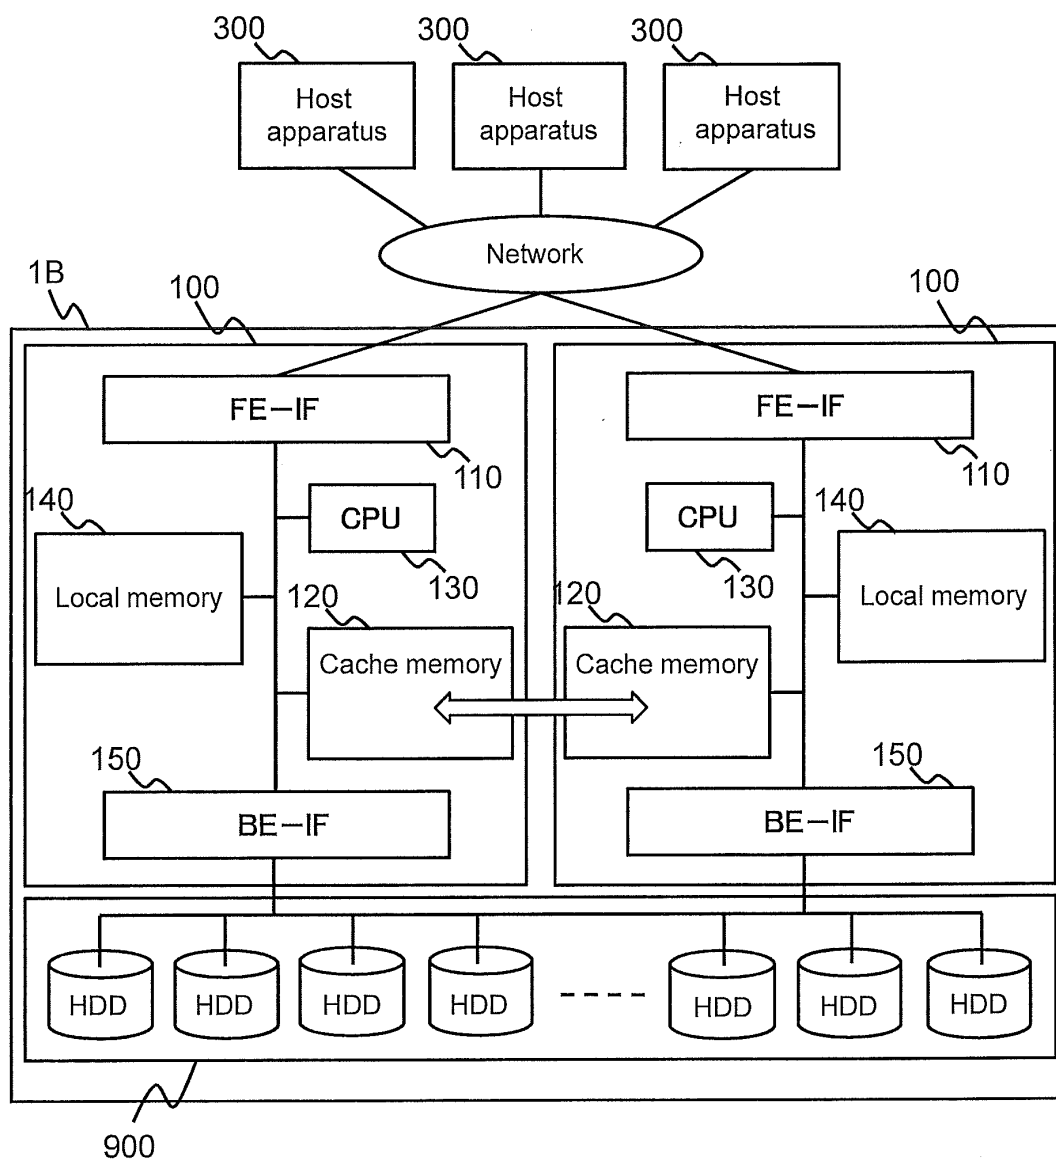 300
300
300
Host
apparatus
Host
apparatus
Host
apparatus
Network
1B
100
100
FE–IF
FE–IF
110
110
140
CPU
CPU
140
Local memory
130
130
Local memory
120
120
Cache memory
Cache memory
150
150
BE–IF
BE–IF
HDD
HDD
HDD
HDD
HDD
HDD
HDD
900